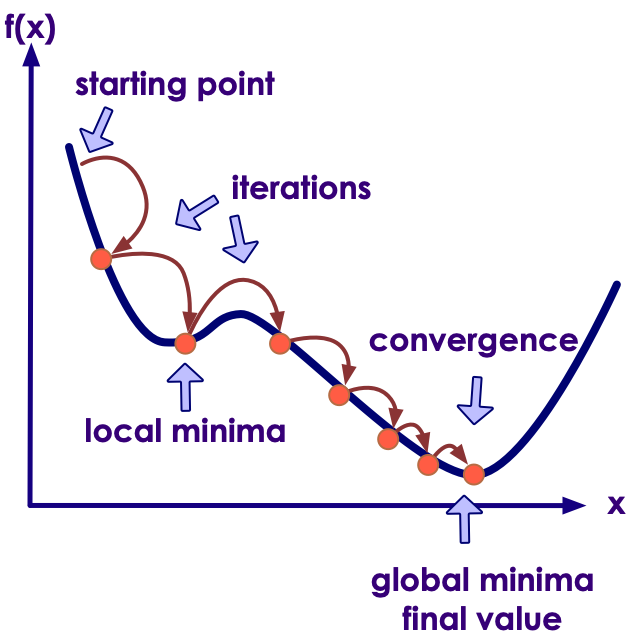 f(x)
starting point
iterations
convergence
local minima
x
global minima
final value